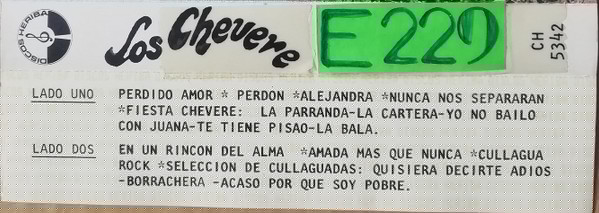 DISCOS HERIBA
Los Chevere
E 229
CH 5342
LADO UNO PERDIDO AMOR * PERDON *ALEJANDRA *NUNCA NOS SEPARARAN
*FIESTA CHEVERE: LA PARRANDA-LA CARTERA-YO NO BAILO
CON JUANA-TE TIENE PISAO-LA BALA.
LADO DOS EN UN RINCON DEL ALMA *AMADA MAS QUE NUNCA *CULLAGUA
ROCK *SELECCION DE CULLAGUADAS: QUISIERA DECIRTE ADIOS
-BORRACHERA -ACASO POR QUE SOY POBRE.